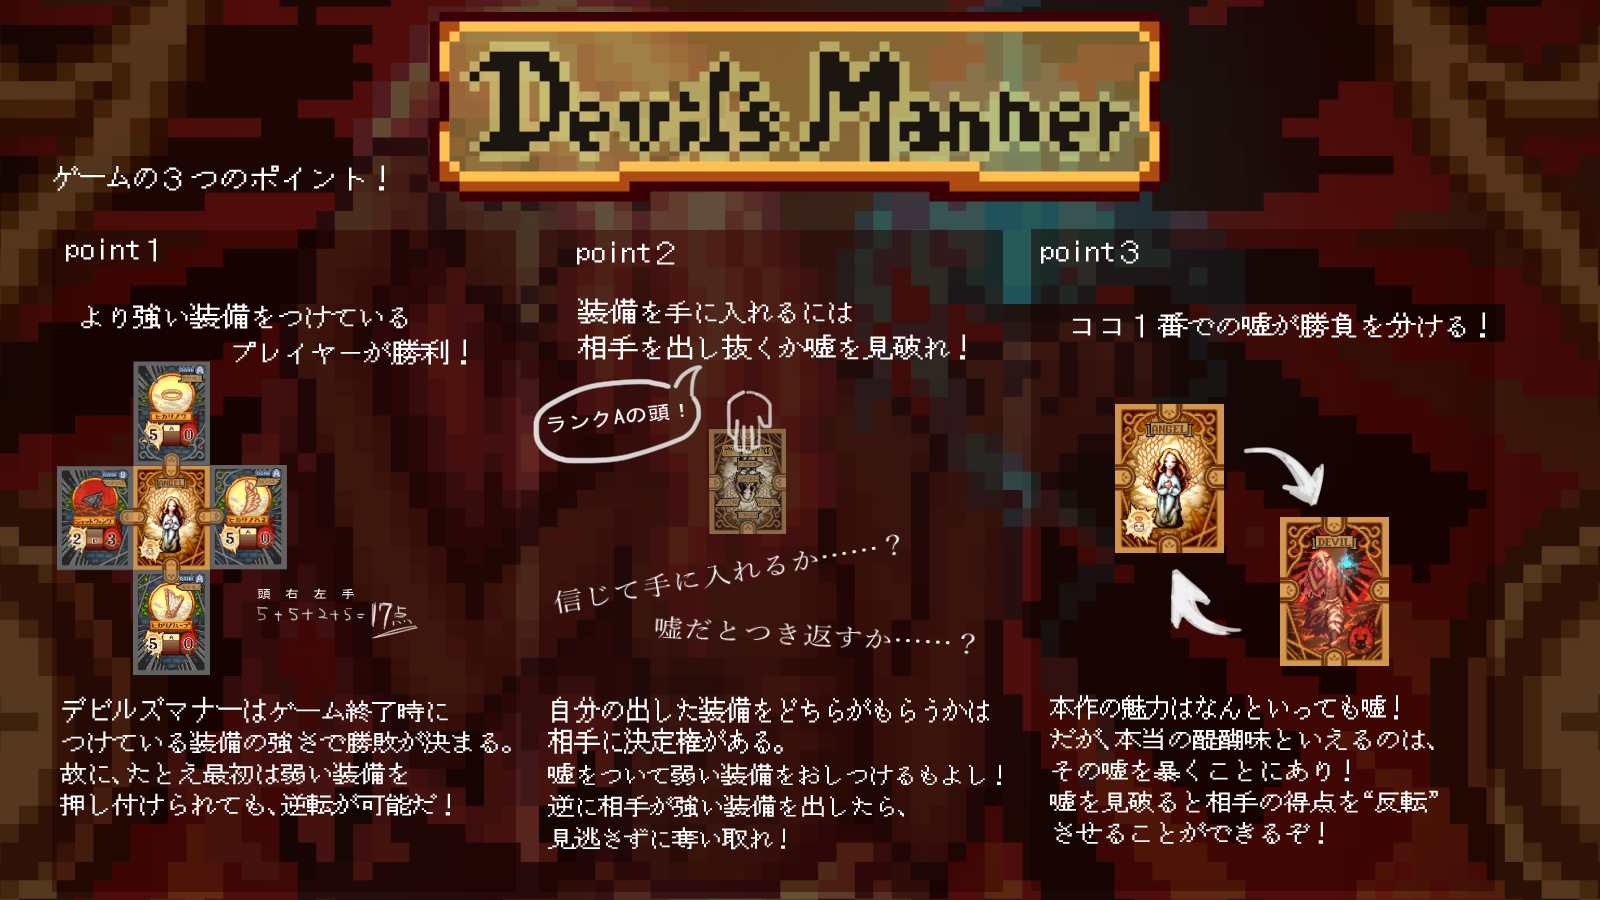 Devil's Manner
ゲームの3つのポイント！
point1
より強い装備をつけている
プレイヤーが勝利！
5 A 0
ANGEL
2 3
5 A 0
5 A 0
頭 右 左 手
5+5+2+5=17点
point2
装備を手に入れるには
相手を出し抜くか嘘を見破れ！
ランクAの頭！
信じて手に入れるか……？
嘘だとつき返すか……？
point3
ココ1番での嘘が勝負を分ける！
ANGEL
DEVIL
デビルズマナーはゲーム終了時に
つけている装備の強さで勝敗が決まる。
故に、たとえ最初は弱い装備を
押し付けられても、逆転が可能だ！
自分の出した装備をどちらがもらうかは
相手に決定権がある。
嘘をついて弱い装備をおしつけるもよし！
逆に相手が強い装備を出したら、
見逃さずに奪い取れ！
本作の魅力はなんといっても嘘！
だが、本当の醍醐味といえるのは、
その嘘を暴くことにあり！
嘘を見破ると相手の得点を“反転”
させることができるぞ！